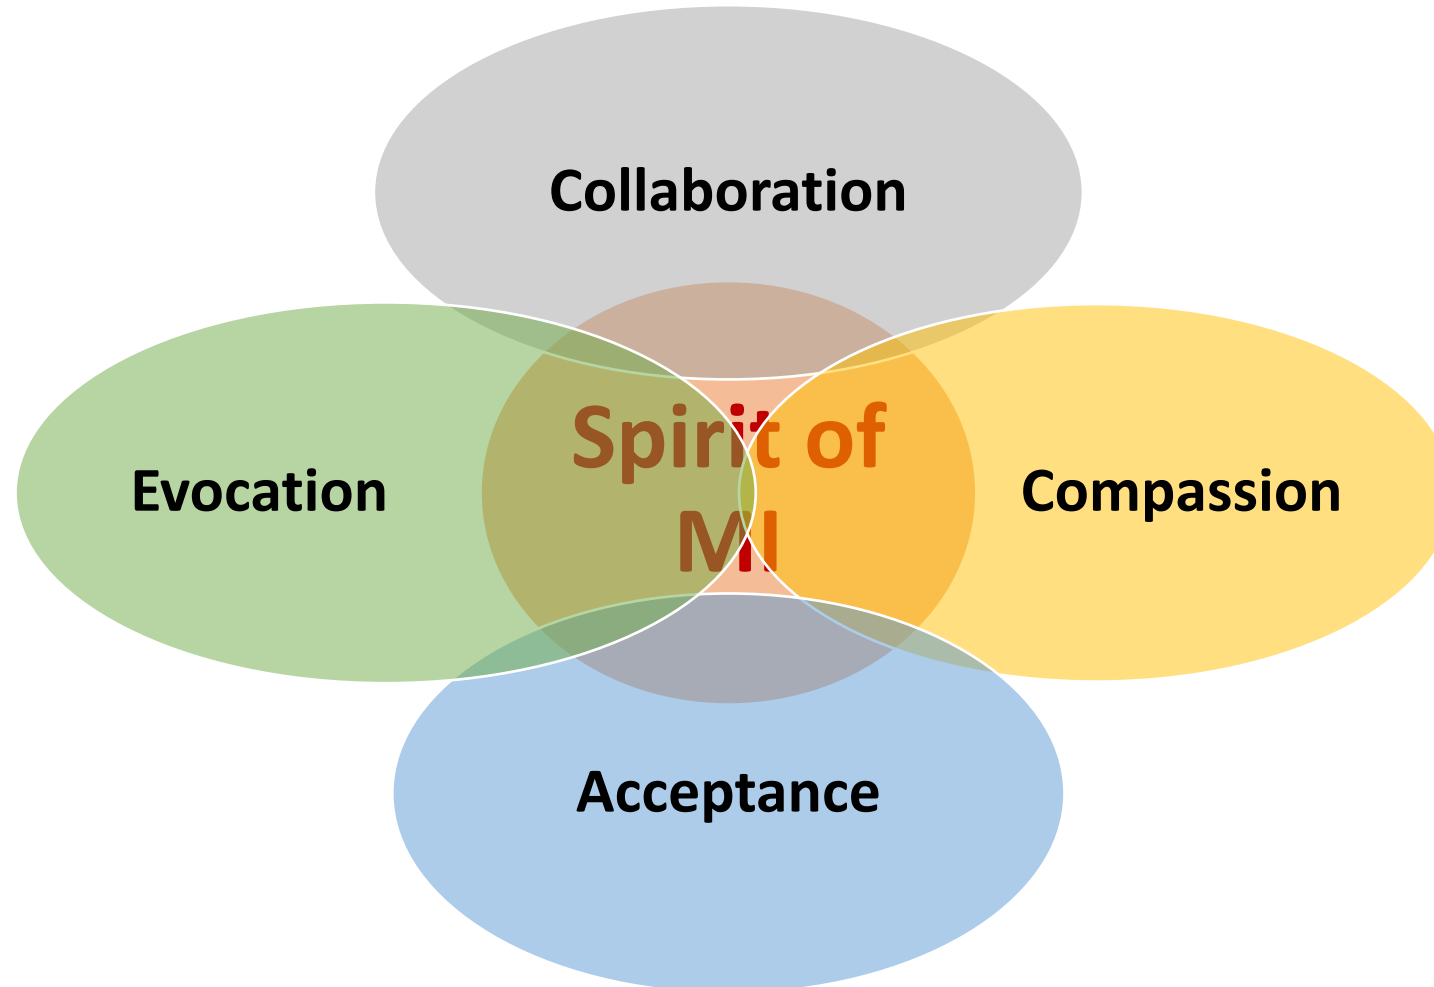 Collaboration
Spirit of
MI
Evocation
Compassion
Acceptance